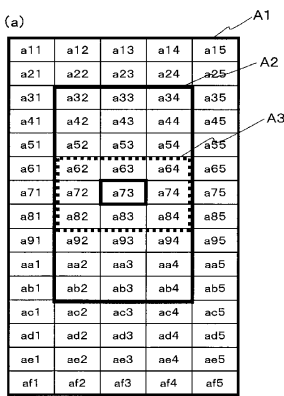 (a)
A1
a11 a12 a13 a14 a15
a21 a22 a23 a24 a25
A2
a31 a32 a33 a34 a35
a41 a42 a43 a44 a45
A3
a51 a52 a53 a54 a55
a61 a62 a63 a64 a65
a71 a72 a73 a74 a75
a81 a82 a83 a84 a85
a91 a92 a93 a94 a95
aa1 aa2 aa3 aa4 aa5
ab1 ab2 ab3 ab4 ab5
ac1 ac2 ac3 ac4 ac5
ad1 ad2 ad3 ad4 ad5
ae1 ae2 ae3 ae4 ae5
af1 af2 af3 af4 af5